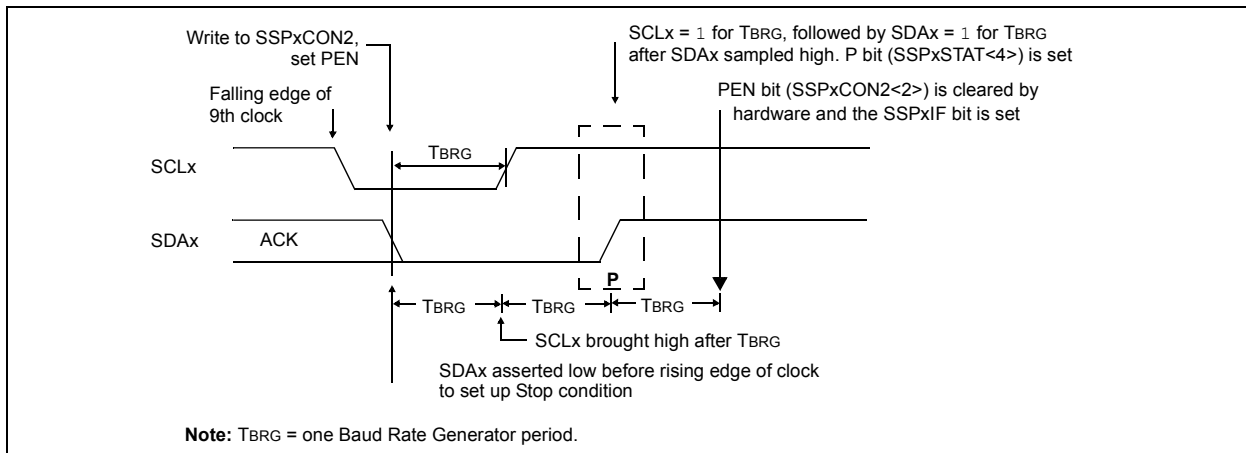 Write to SSPxCON2,
set PEN
SCLx = 1 for TBRG, followed by SDAx = 1 for TBRG
after SDAx sampled high. P bit (SSPxSTAT<4>) is set
Falling edge of
9th clock
PEN bit (SSPxCON2<2>) is cleared by
hardware and the SSPxIF bit is set
TBRG
SCLx
SDAx
ACK
P
TBRG
TBRG
TBRG
SCLx brought high after TBRG
SDAx asserted low before rising edge of clock
to set up Stop condition
Note: TBRG = one Baud Rate Generator period.